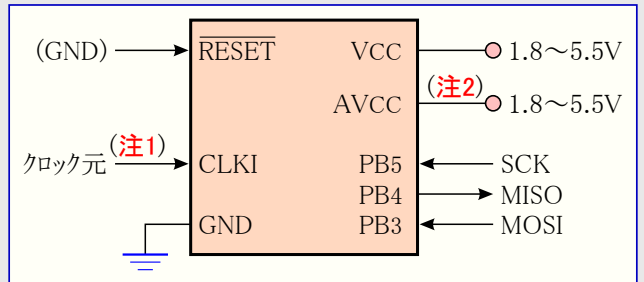 (GND) RESET VCC 1.8～5.5V
AVCC (注2) 1.8～5.5V
クロック元 (注1) CLKI PB5 SCK
PB4 MISO
GND PB3 MOSI